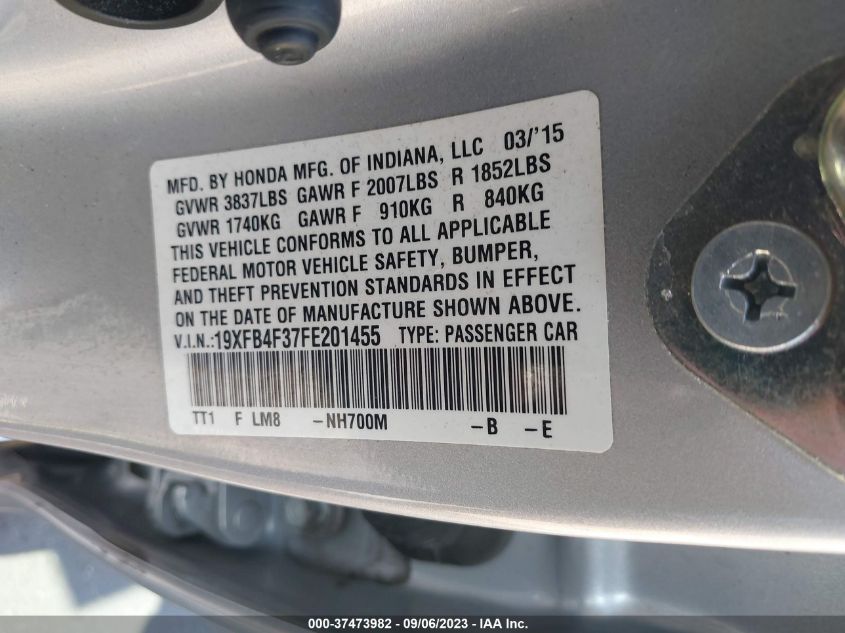 MFD. BY HONDA MFG. OF INDIANA, LLC 03/'15
GVWR 3837LBS GAWR F 2007LBS R 1852LBS
GVWR 1740KG GAWR F 910KG R 840KG
THIS VEHICLE CONFORMS TO ALL APPLICABLE
FEDERAL MOTOR VEHICLE SAFETY, BUMPER,
AND THEFT PREVENTION STANDARDS IN EFFECT
ON THE DATE OF MANUFACTURE SHOWN ABOVE.
V.I.N.:19XFB4F37FE201455 TYPE: PASSENGER CAR
TT1 F LM8 -NH700M -B -E
000-37473982 - 09/06/2023 - IAA Inc.